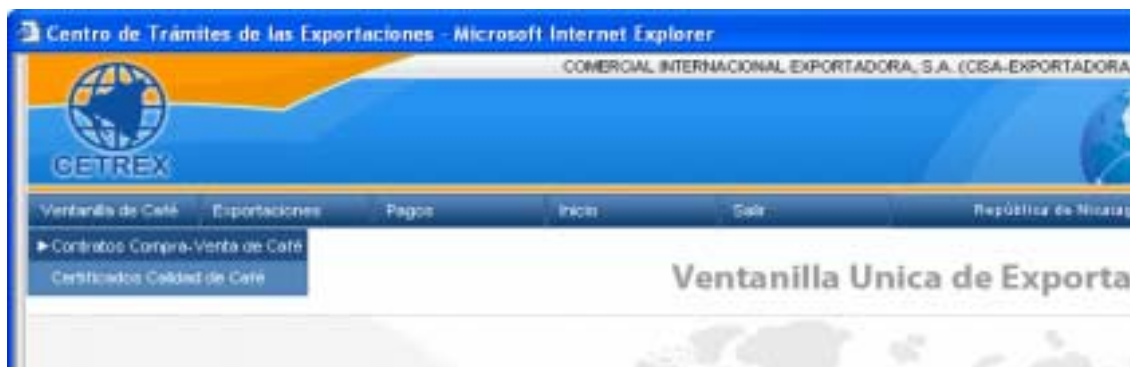 Centro de Trámites de las Exportaciones - Microsoft Internet Explorer
COMERCIAL INTERNACIONAL EXPORTADORA, S.A. (CISA-EXPORTADORA
CETREX
Ventanilla de Café Exportaciones Pagos Inicio Salir República de Nicarag
Contratos Compra-Venta de Café
Certificados Calidad de Café
Ventanilla Unica de Exporta